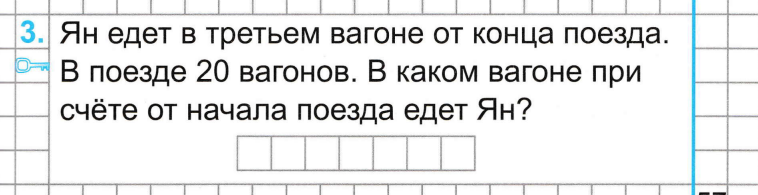 3. Ян едет в третьем вагоне от конца поезда.
В поезде 20 вагонов. В каком вагоне при
счёте от начала поезда едет Ян?